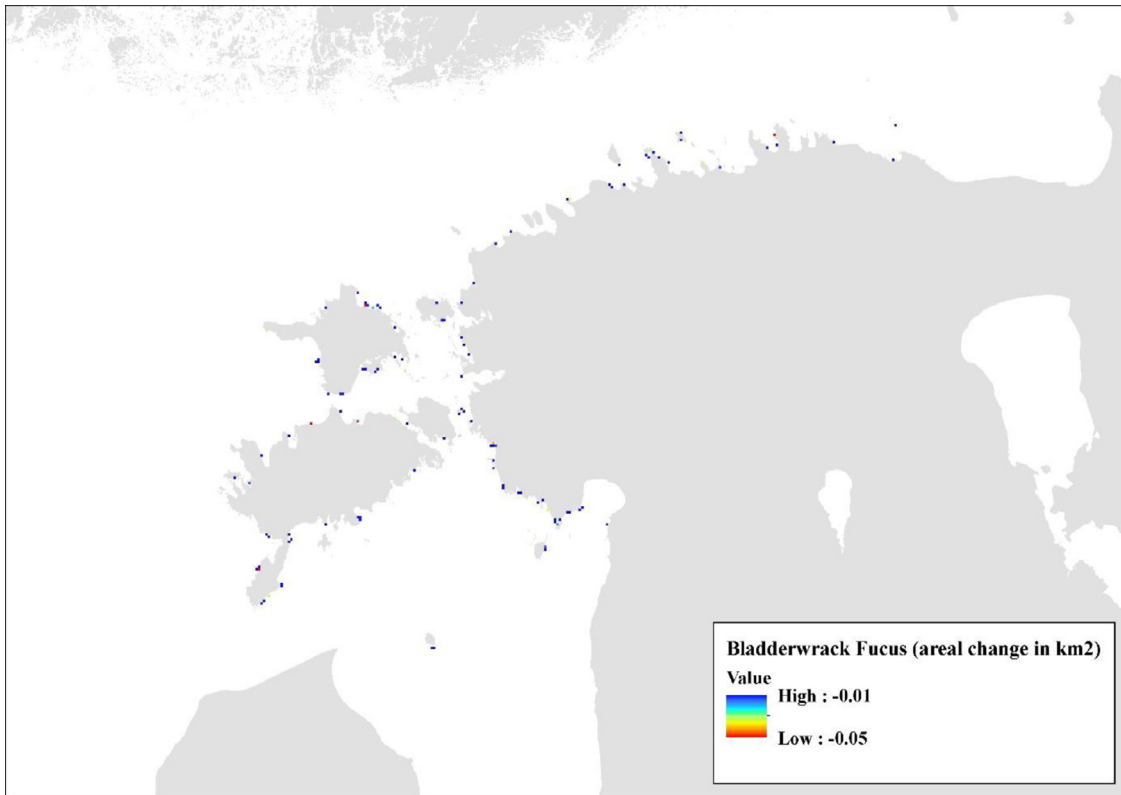 Bladderwrack Fucus (areal change in km2)
Value
High : -0.01
Low : -0.05